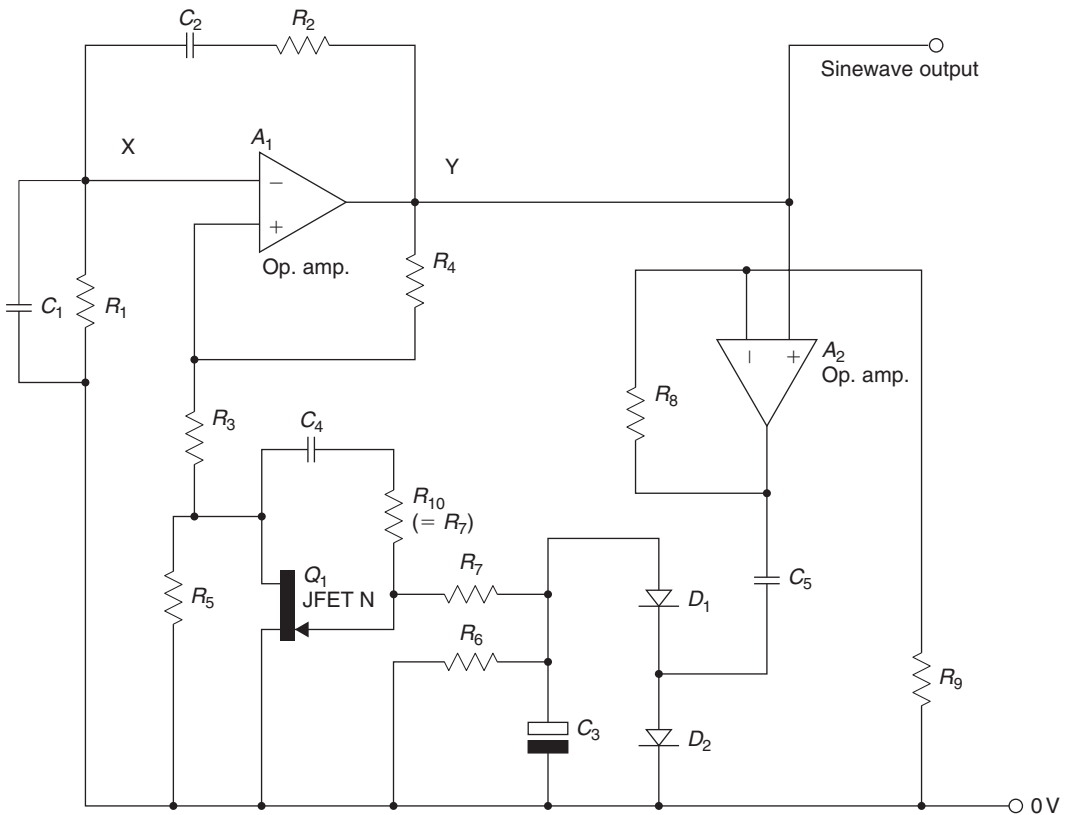 C2
R2
Sinewave output
X
A1
Y
−
+
Op. amp.
R4
C1
R1
−
+
A2
Op. amp.
R8
R3
C4
R10
(= R7)
R7
C5
Q1
JFET N
D1
R5
R6
R9
C3
D2
0 V